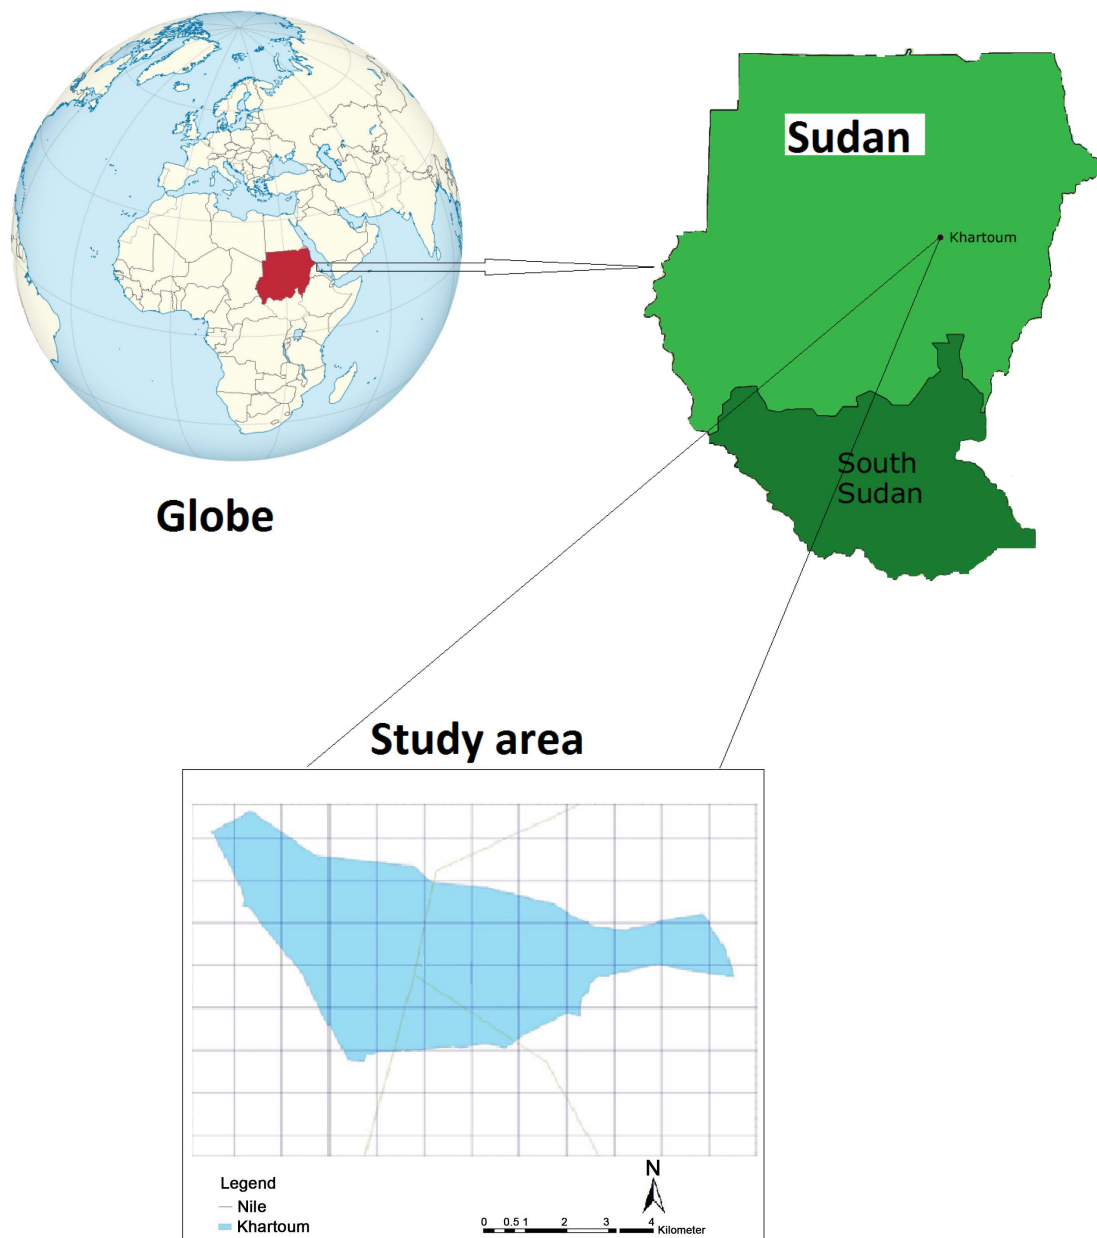 Sudan
Khartoum
South
Sudan
Globe
Study area
Legend
Nile
Khartoum
N
0 0.5 1 2 3 4
Kilometer